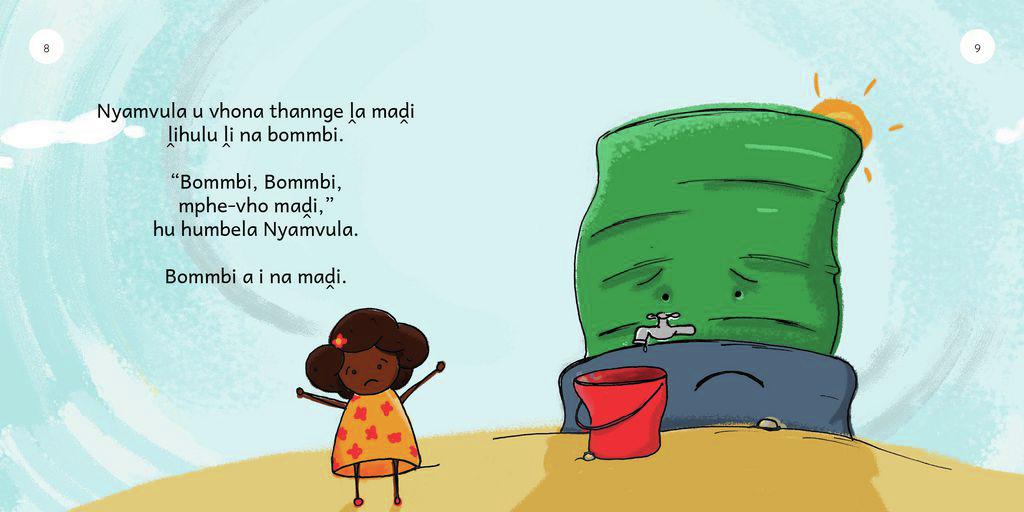 8
9
Nyamvula u vhona thannge ḽa maḓi
ḽihulu ḽi na bommbi.
“Bommbi, Bommbi,
mphe-vho maḓi,”
hu humbela Nyamvula.
Bommbi a i na maḓi.